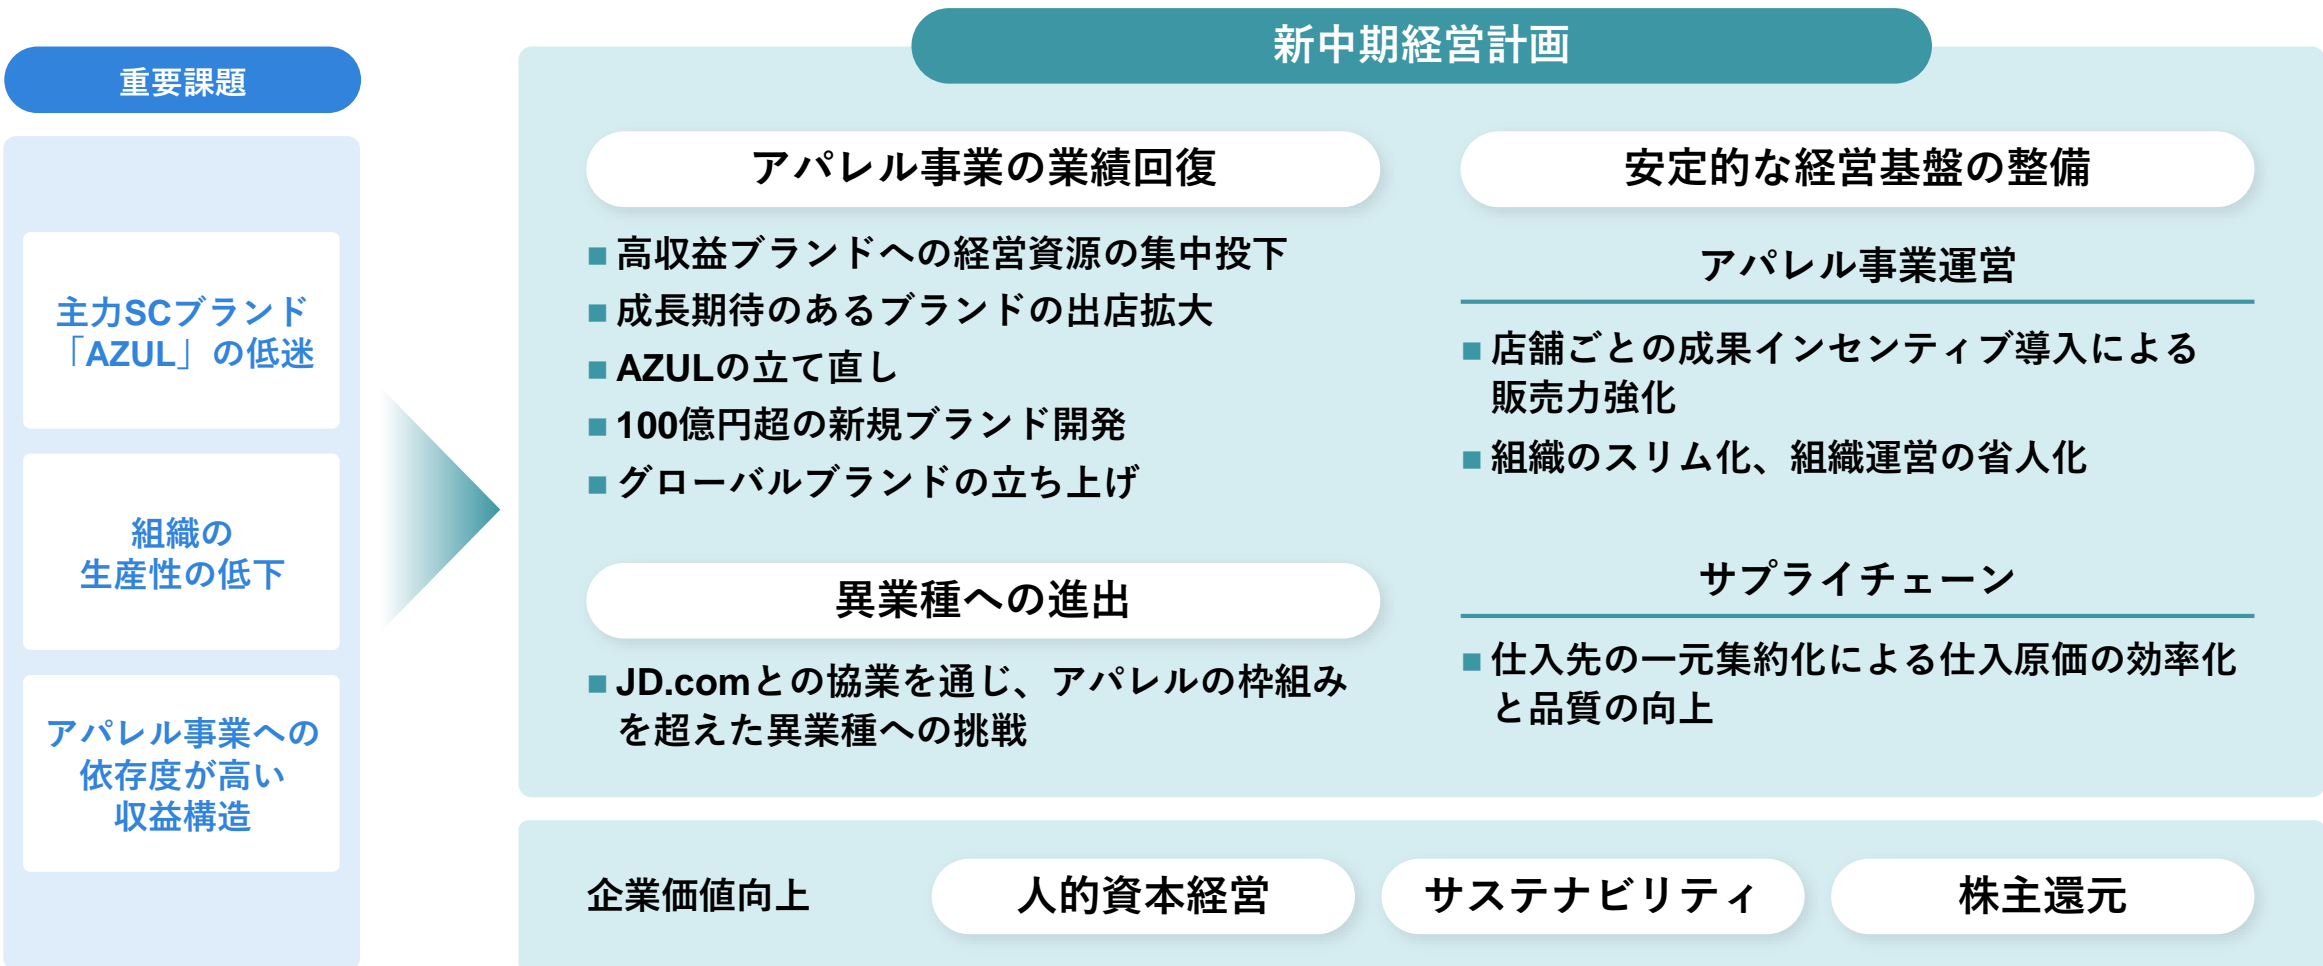 重要課題
主力SCブランド
「AZUL」の低迷
組織の
生産性の低下
アパレル事業への
依存度が高い
収益構造
新中期経営計画
アパレル事業の業績回復
■高収益ブランドへの経営資源の集中投下
■成長期待のあるブランドの出店拡大
■AZULの立て直し
■100億円超の新規ブランド開発
■グローバルブランドの立ち上げ
異業種への進出
■JD.comとの協業を通じ、アパレルの枠組み
を超えた異業種への挑戦
安定的な経営基盤の整備
アパレル事業運営
■店舗ごとの成果インセンティブ導入による
販売力強化
■組織のスリム化、組織運営の省人化
サプライチェーン
■仕入先の一元集約化による仕入原価の効率化
と品質の向上
企業価値向上
人的資本経営
サステナビリティ
株主還元